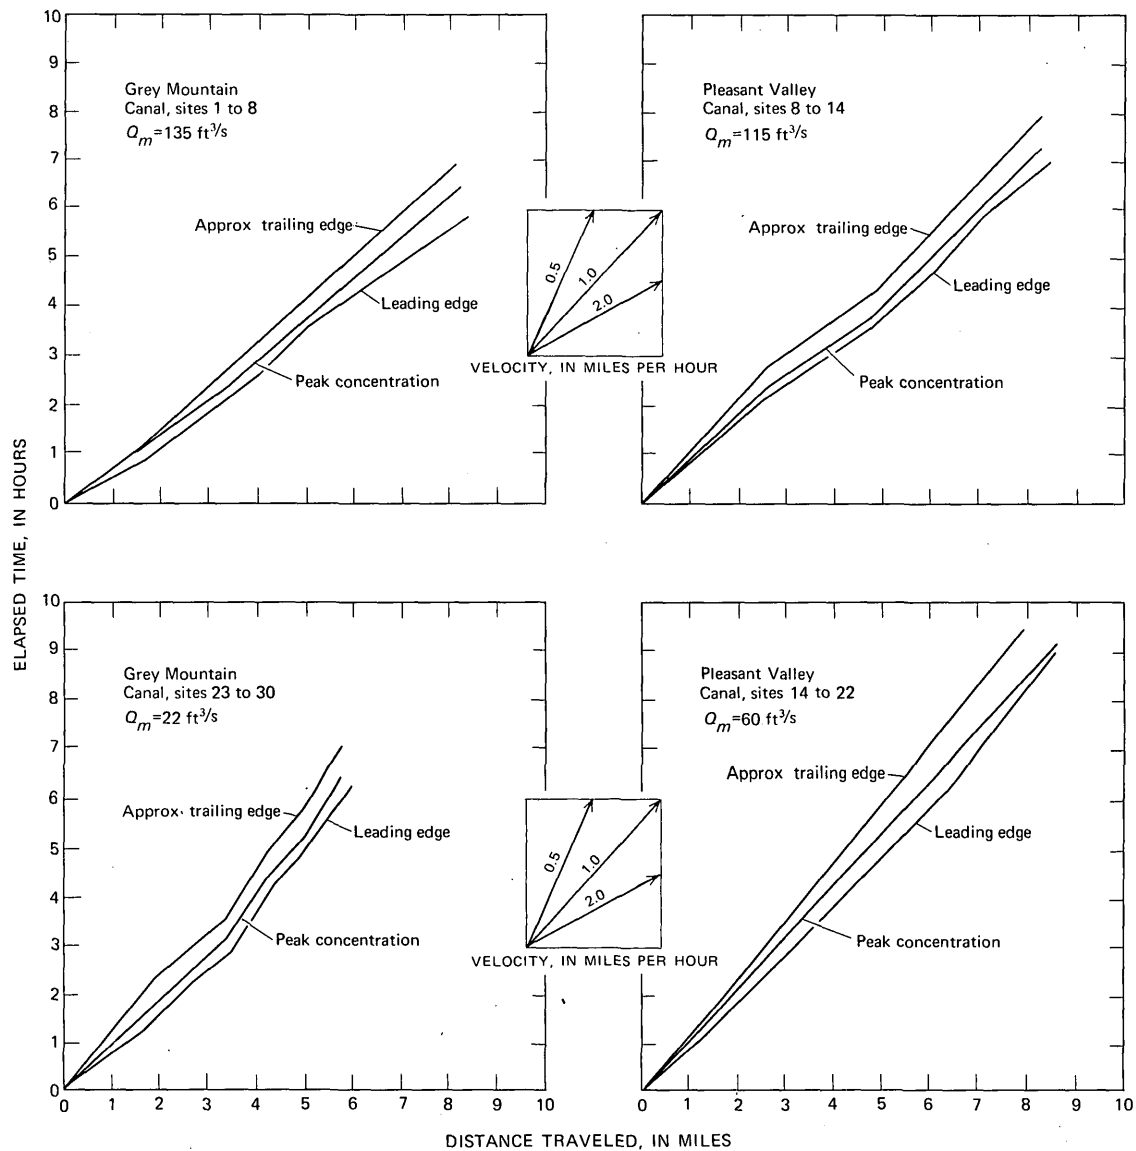 10
9
8
7
6
5
4
3
2
1
0
Grey Mountain
Canal, sites 1 to 8
Qm=135 ft³/s
Approx trailing edge
Leading edge
Peak concentration
Pleasant Valley
Canal, sites 8 to 14
Qm=115 ft³/s
Approx trailing edge
Leading edge
Peak concentration
0.5
1.0
2.0
VELOCITY, IN MILES PER HOUR
ELAPSED TIME, IN HOURS
10
9
8
7
6
5
4
3
2
1
0
Grey Mountain
Canal, sites 23 to 30
Qm=22 ft³/s
Approx. trailing edge
Leading edge
Peak concentration
0 1 2 3 4 5 6 7 8 9 10
Pleasant Valley
Canal, sites 14 to 22
Qm=60 ft³/s
Approx trailing edge
Leading edge
Peak concentration
0 1 2 3 4 5 6 7 8 10
0.5
1.0
2.0
VELOCITY, IN MILES PER HOUR
DISTANCE TRAVELED, IN MILES